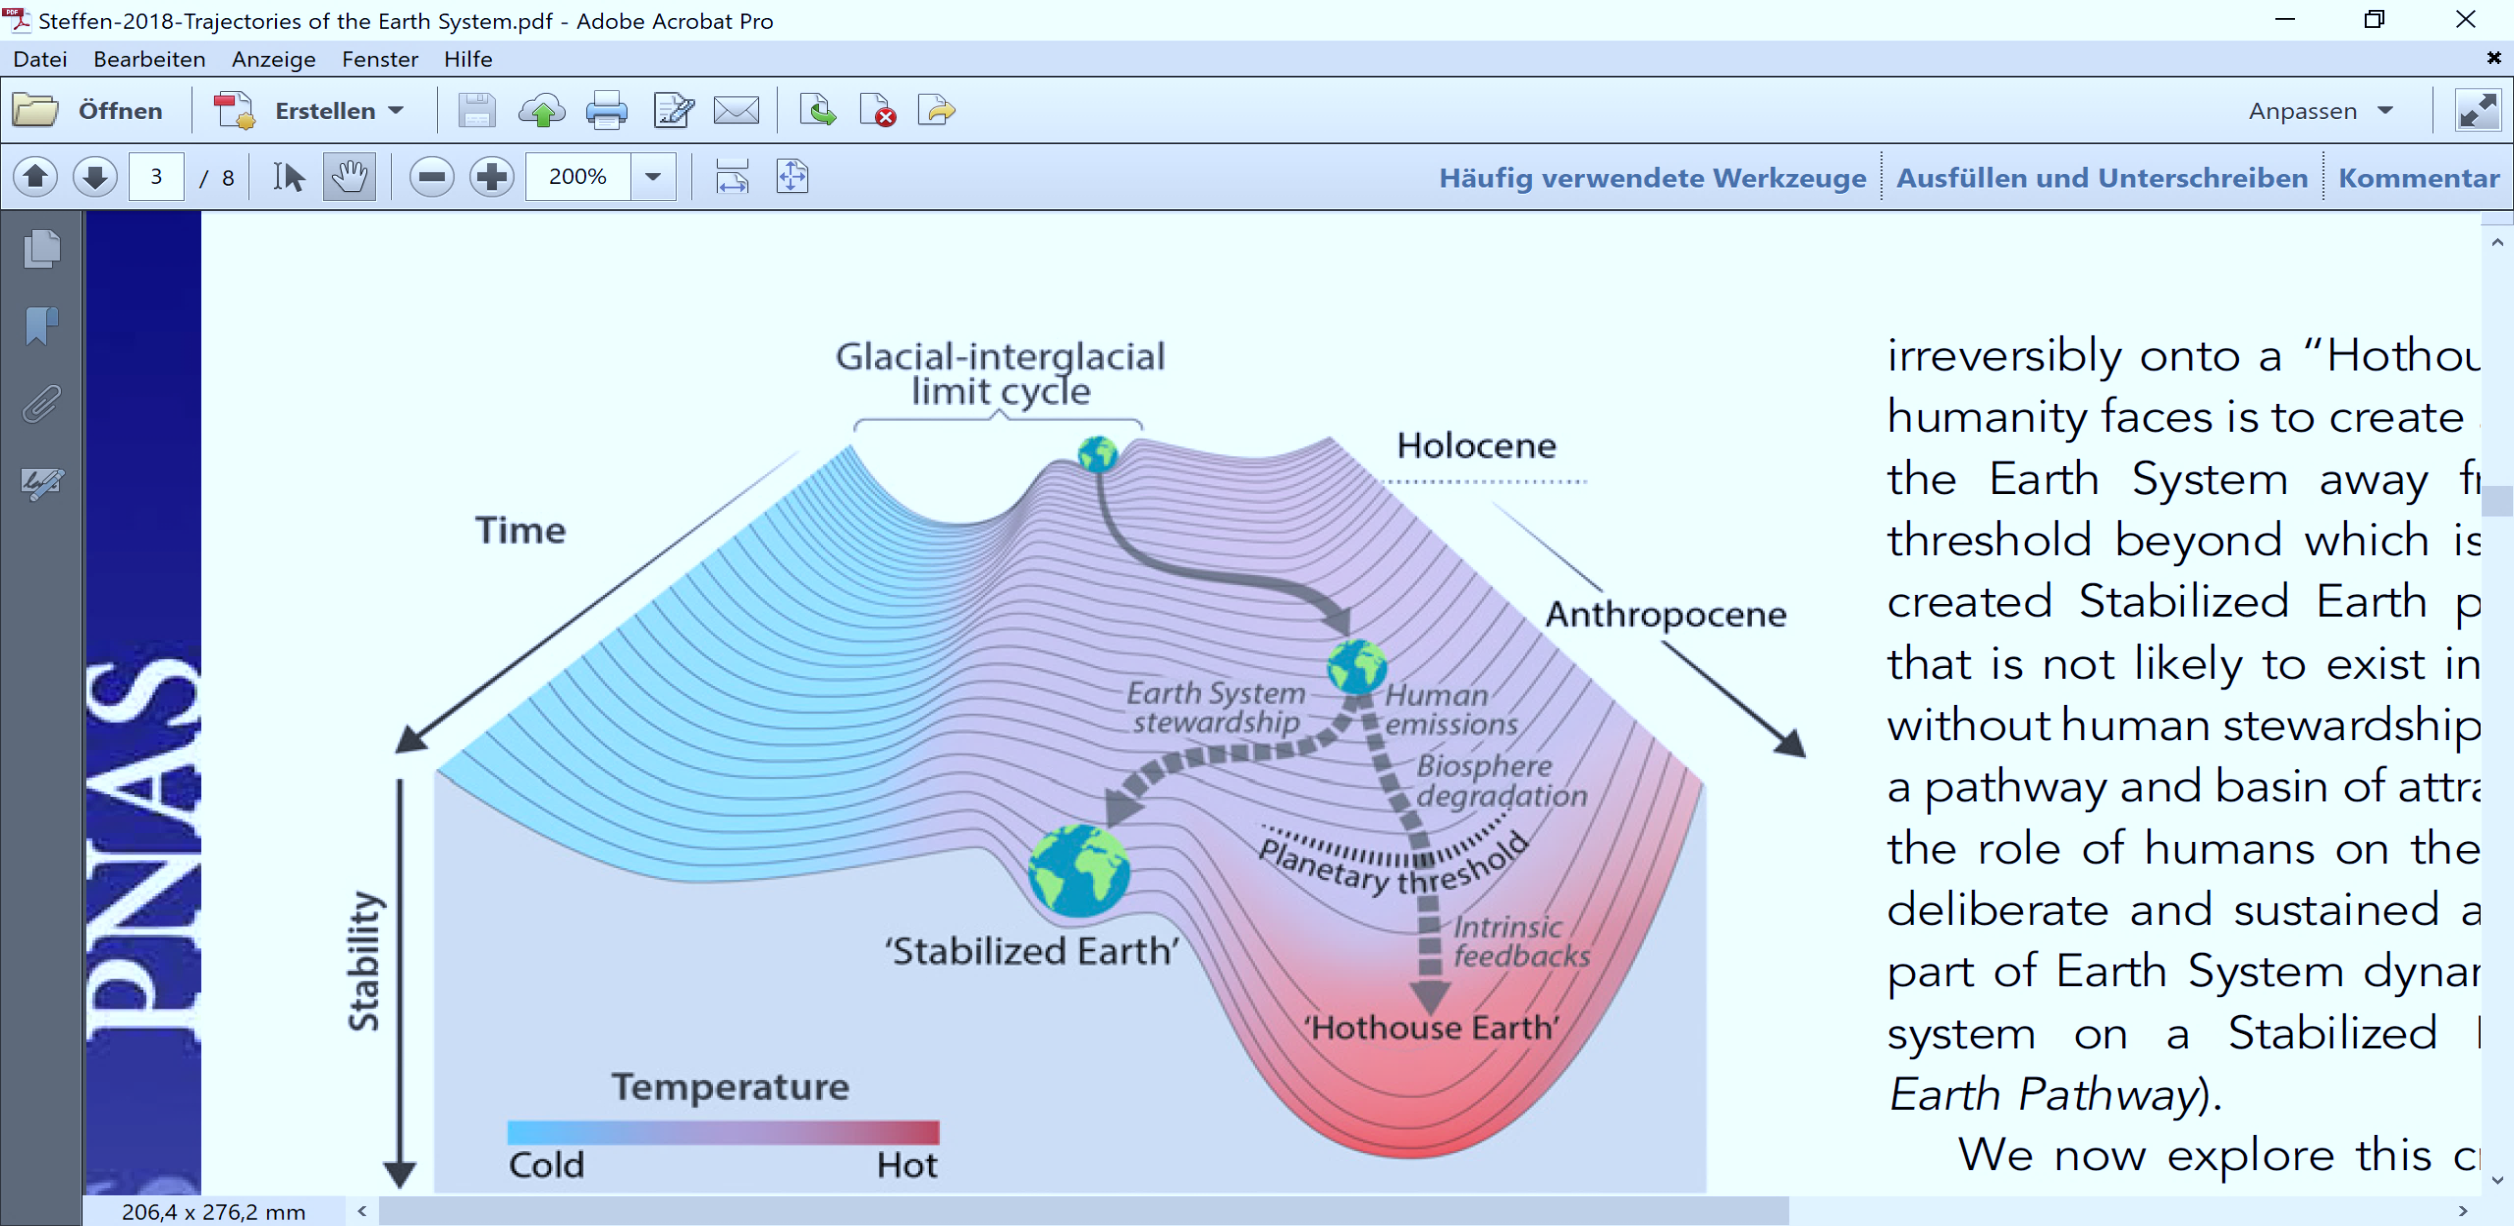 Steffen-2018-Trajectories of the Earth System.pdf - Adobe Acrobat Pro
Datei Bearbeiten Anzeige Fenster Hilfe
Öffnen Erstellen Anpassen
3 / 8 200% Häufig verwendete Werkzeuge Ausfüllen und Unterschreiben Kommentar
PNAS
Glacial-interglacial
limit cycle
Holocene
Time
Anthropocene
Earth System
stewardship
Human
emissions
Biosphere
degradation
Planetary threshold
Intrinsic
feedbacks
Stability
‘Stabilized Earth’
‘Hothouse Earth’
Temperature
Cold Hot
irreversibly onto a “Hothou
humanity faces is to create
the Earth System away fr
threshold beyond which is
created Stabilized Earth p
that is not likely to exist in
without human stewardship
a pathway and basin of attra
the role of humans on the
deliberate and sustained a
part of Earth System dynar
system on a Stabilized
Earth Pathway).
We now explore this c
206,4 x 276,2 mm